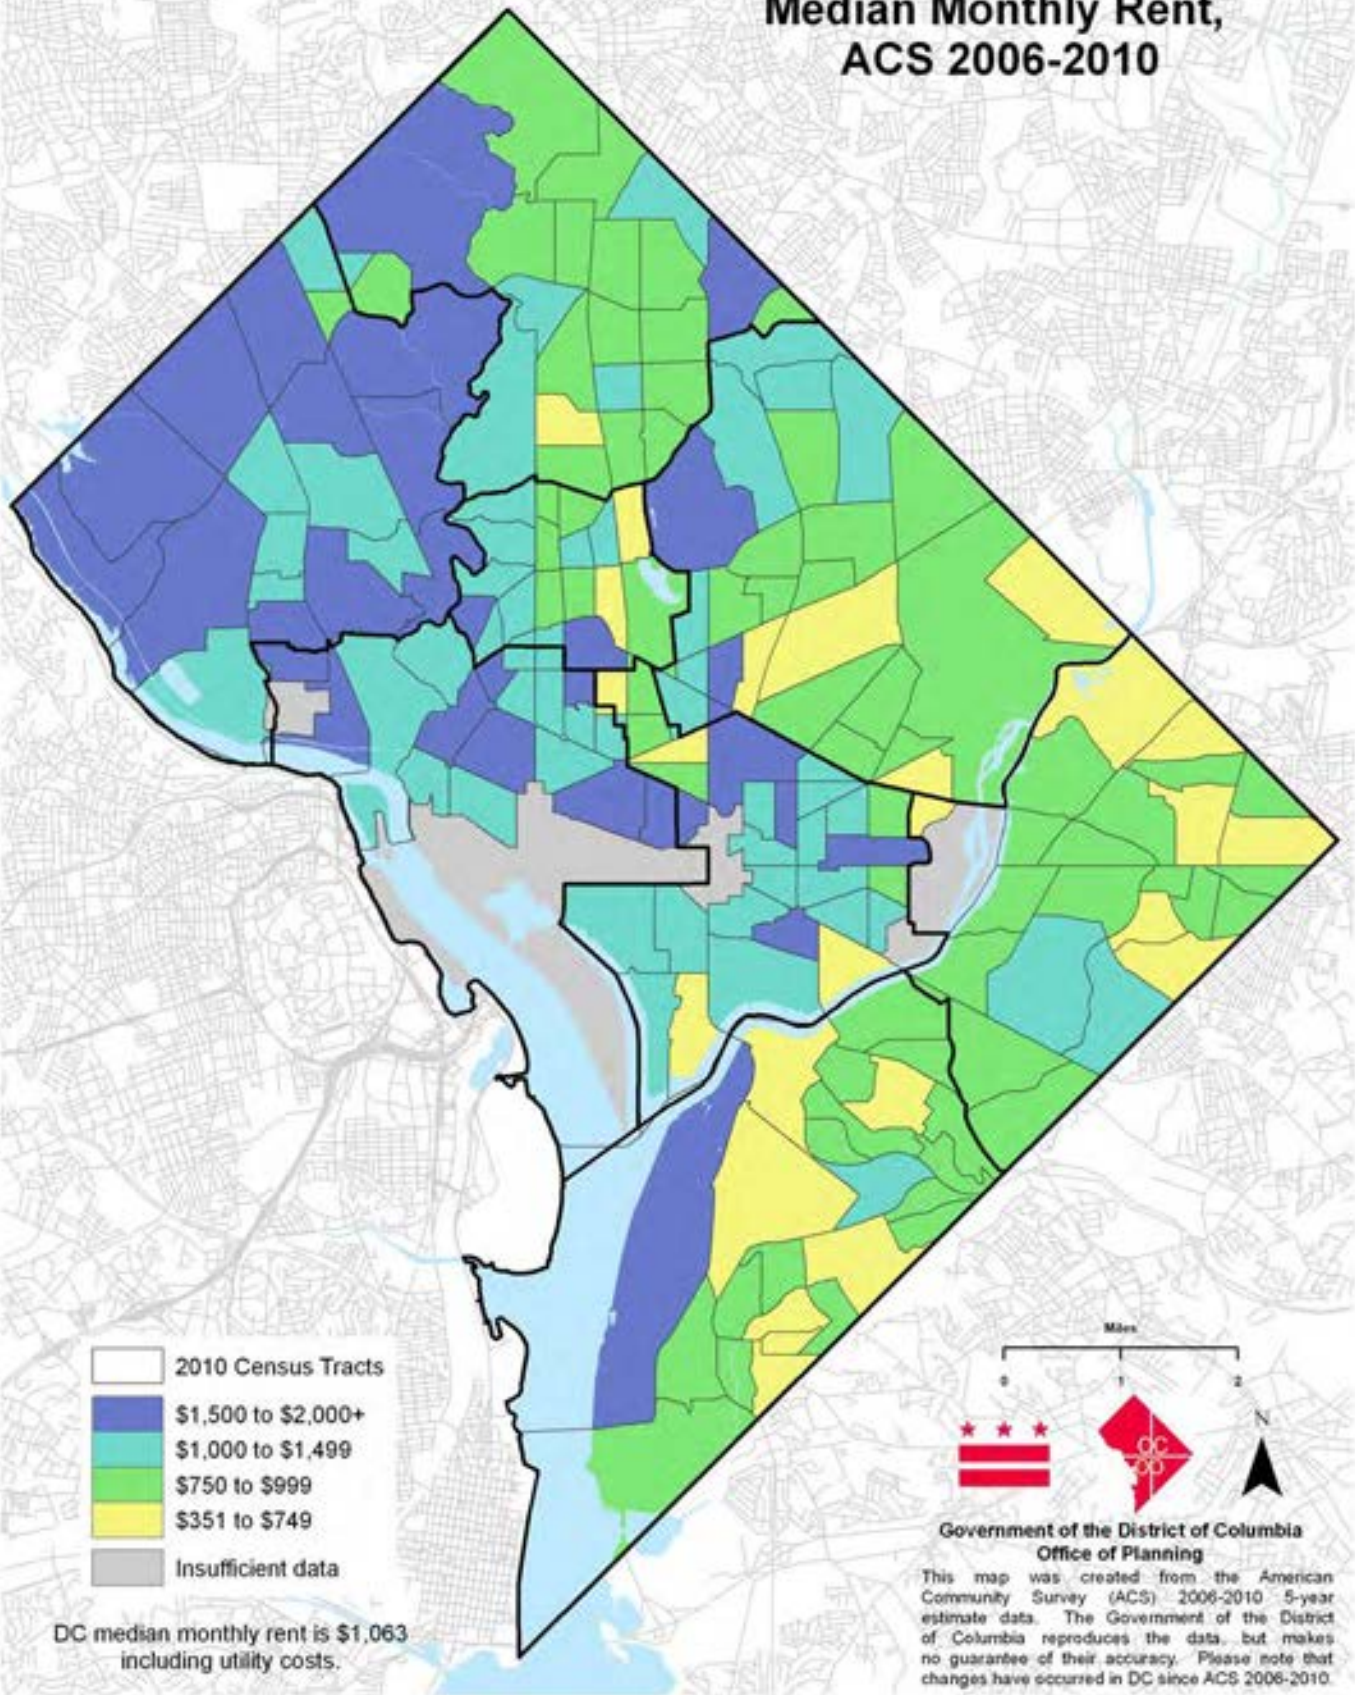 Median Monthly Rent,
ACS 2006-2010
2010 Census Tracts
$1,500 to $2,000+
$1,000 to $1,499
$750 to $999
$351 to $749
Insufficient data
DC median monthly rent is $1,063
including utility costs.
Miles
0 1 2
N
Government of the District of Columbia
Office of Planning
This map was created from the American
Community Survey (ACS) 2006-2010 5-year
estimate data. The Government of the District
of Columbia reproduces the data, but makes
no guarantee of their accuracy. Please note that
changes have occurred in DC since ACS 2006-2010.